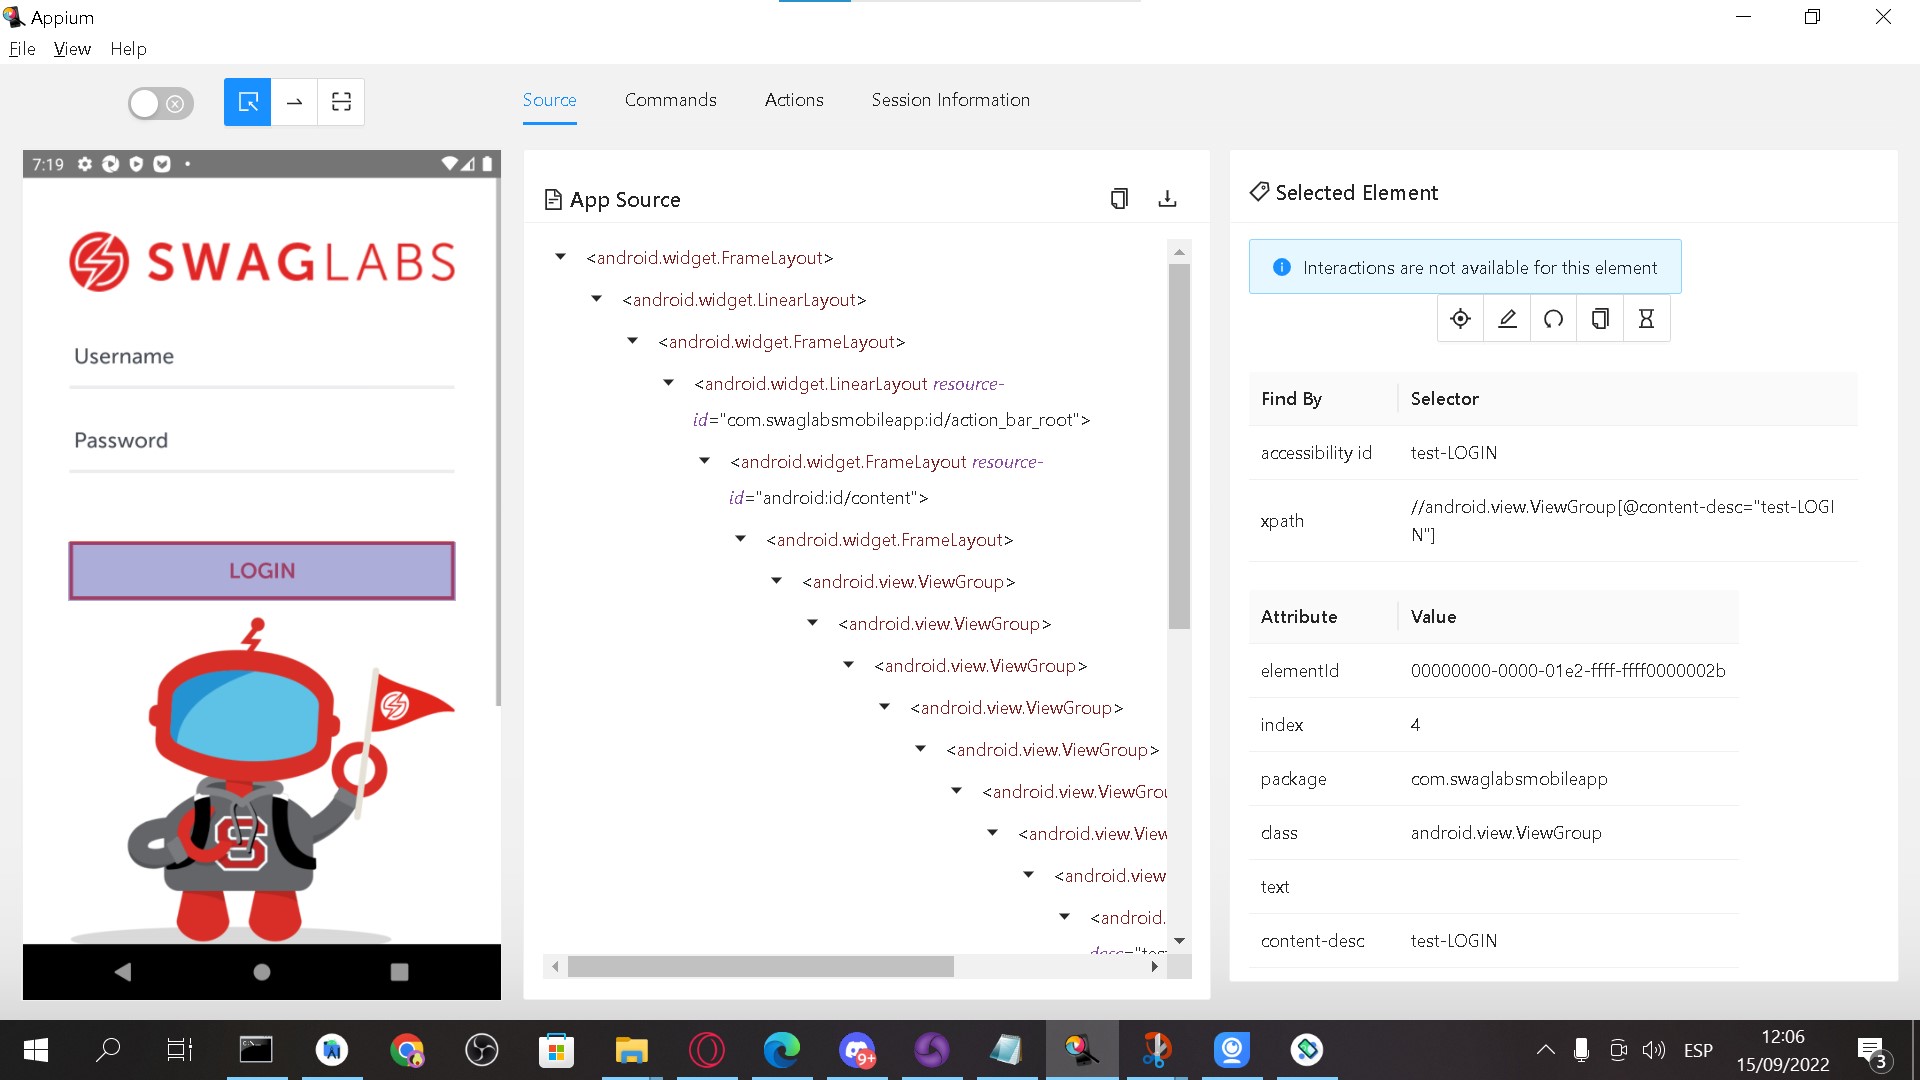 Appium
File View Help
Source Commands Actions Session Information
7:19
SWAGLABS
Username
Password
LOGIN
S
App Source
<android.widget.FrameLayout>
<android.widget.LinearLayout>
<android.widget.FrameLayout>
<android.widget.LinearLayout resource-
id="com.swaglabsmobileapp:id/action_bar_root">
<android.widget.FrameLayout resource-
id="android:id/content">
<android.widget.FrameLayout>
<android.view.ViewGroup>
<android.view.ViewGroup>
<android.view.ViewGroup>
<android.view.ViewGroup>
<android.view.ViewGroup>
<android.view.ViewGrou
<android.view.View
<android.view
<android.
Selected Element
Interactions are not available for this element
Find By Selector
accessibility id test-LOGIN
xpath //android.view.ViewGroup[@content-desc="test-LOGI
N"]
Attribute Value
elementId 00000000-0000-01e2-ffff-ffff0000002b
index 4
package com.swaglabsmobileapp
class android.view.ViewGroup
text
content-desc test-LOGIN
9+
ESP
12:06
15/09/2022
3